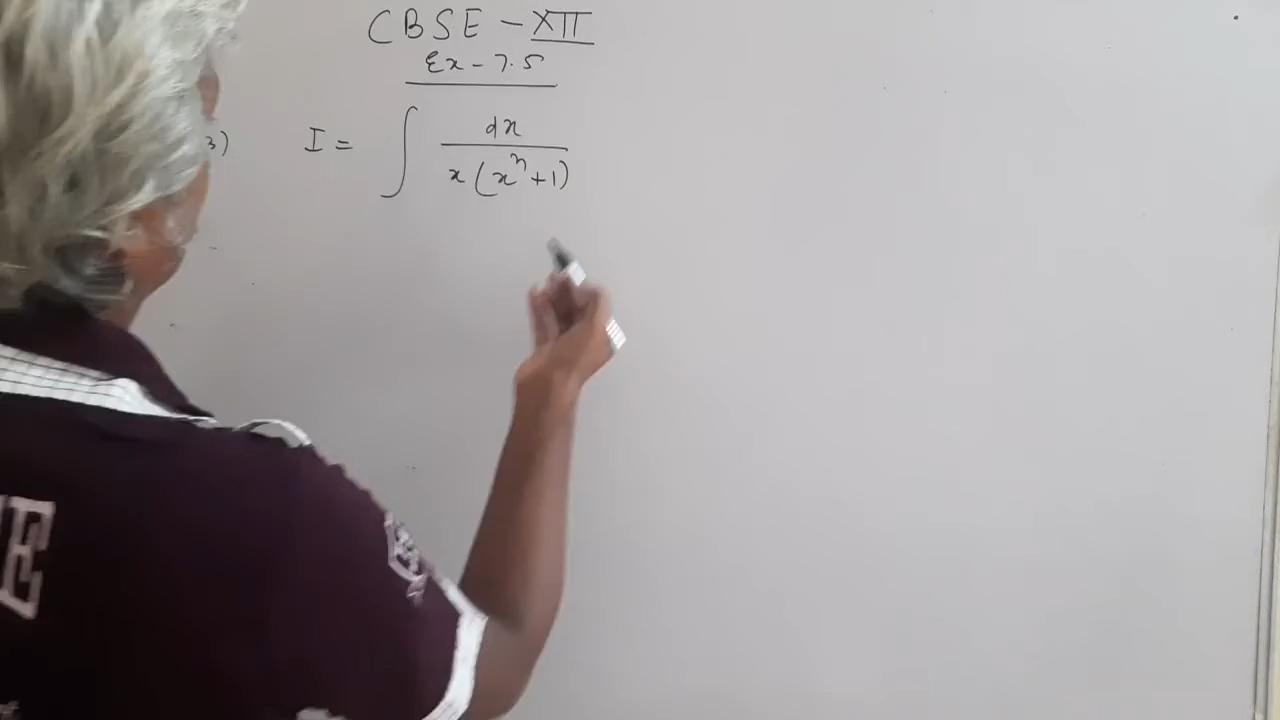 CBSE - XII
Ex - 7.5
3) I = ∫ dx / x(xⁿ+1)
E